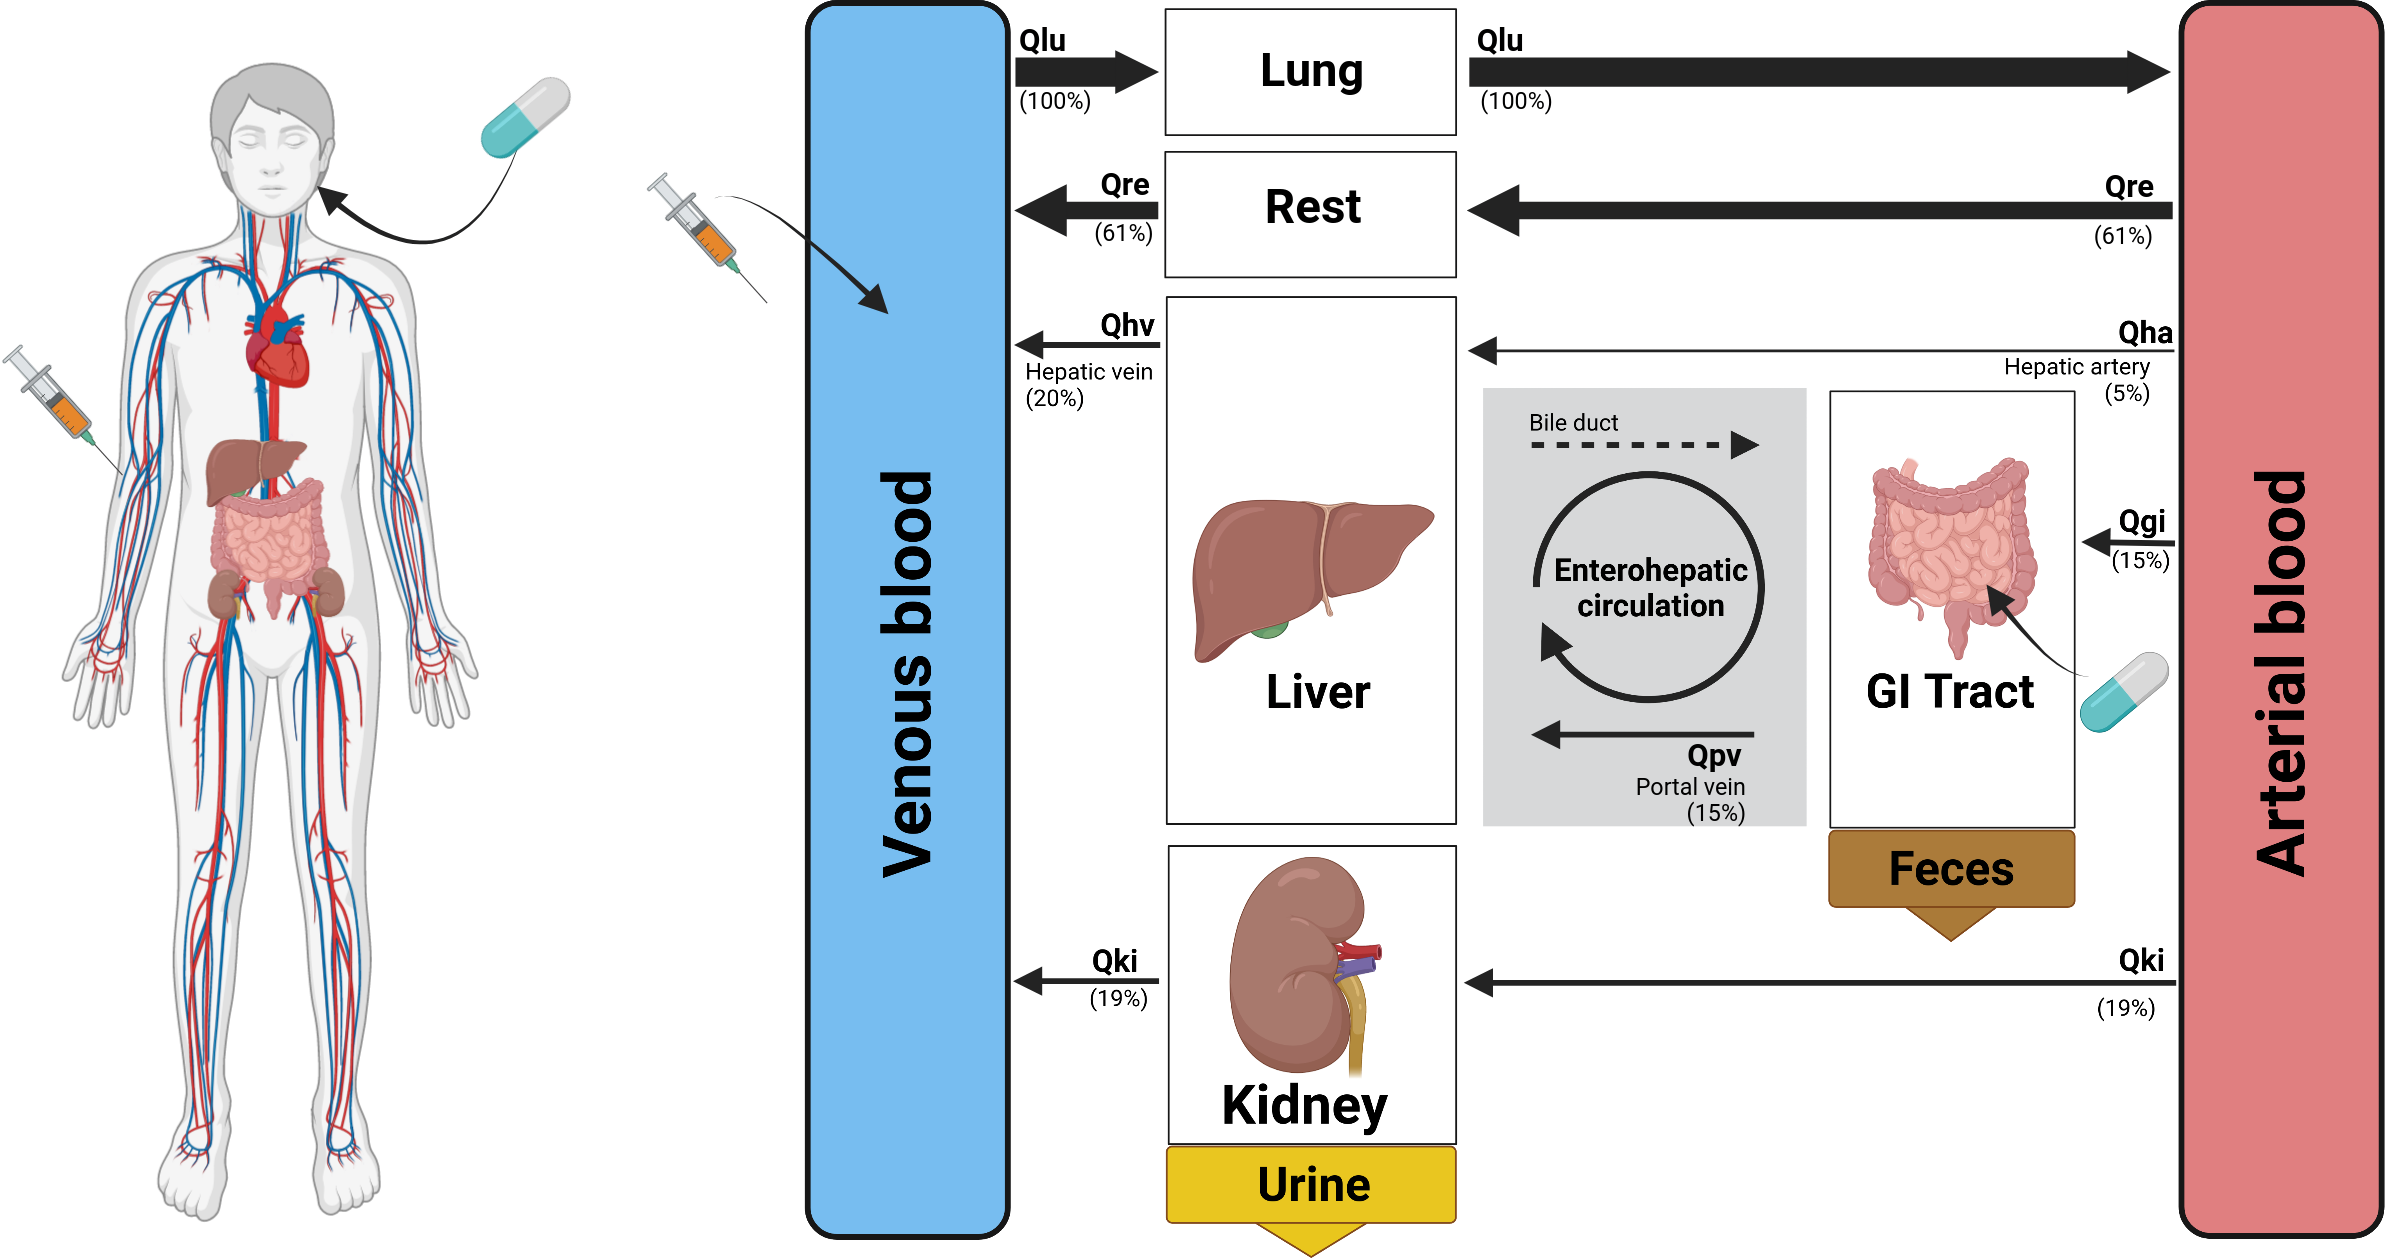 Venous blood
Qlu
(100%)
Lung
Qlu
(100%)
Qre
(61%)
Rest
Qre
(61%)
Qhv
Hepatic vein
(20%)
Qha
Hepatic artery
(5%)
Liver
Bile duct
Enterohepatic
circulation
Qpv
Portal vein
(15%)
GI Tract
Qgi
(15%)
Feces
Qki
(19%)
Kidney
Qki
(19%)
Urine
Arterial blood